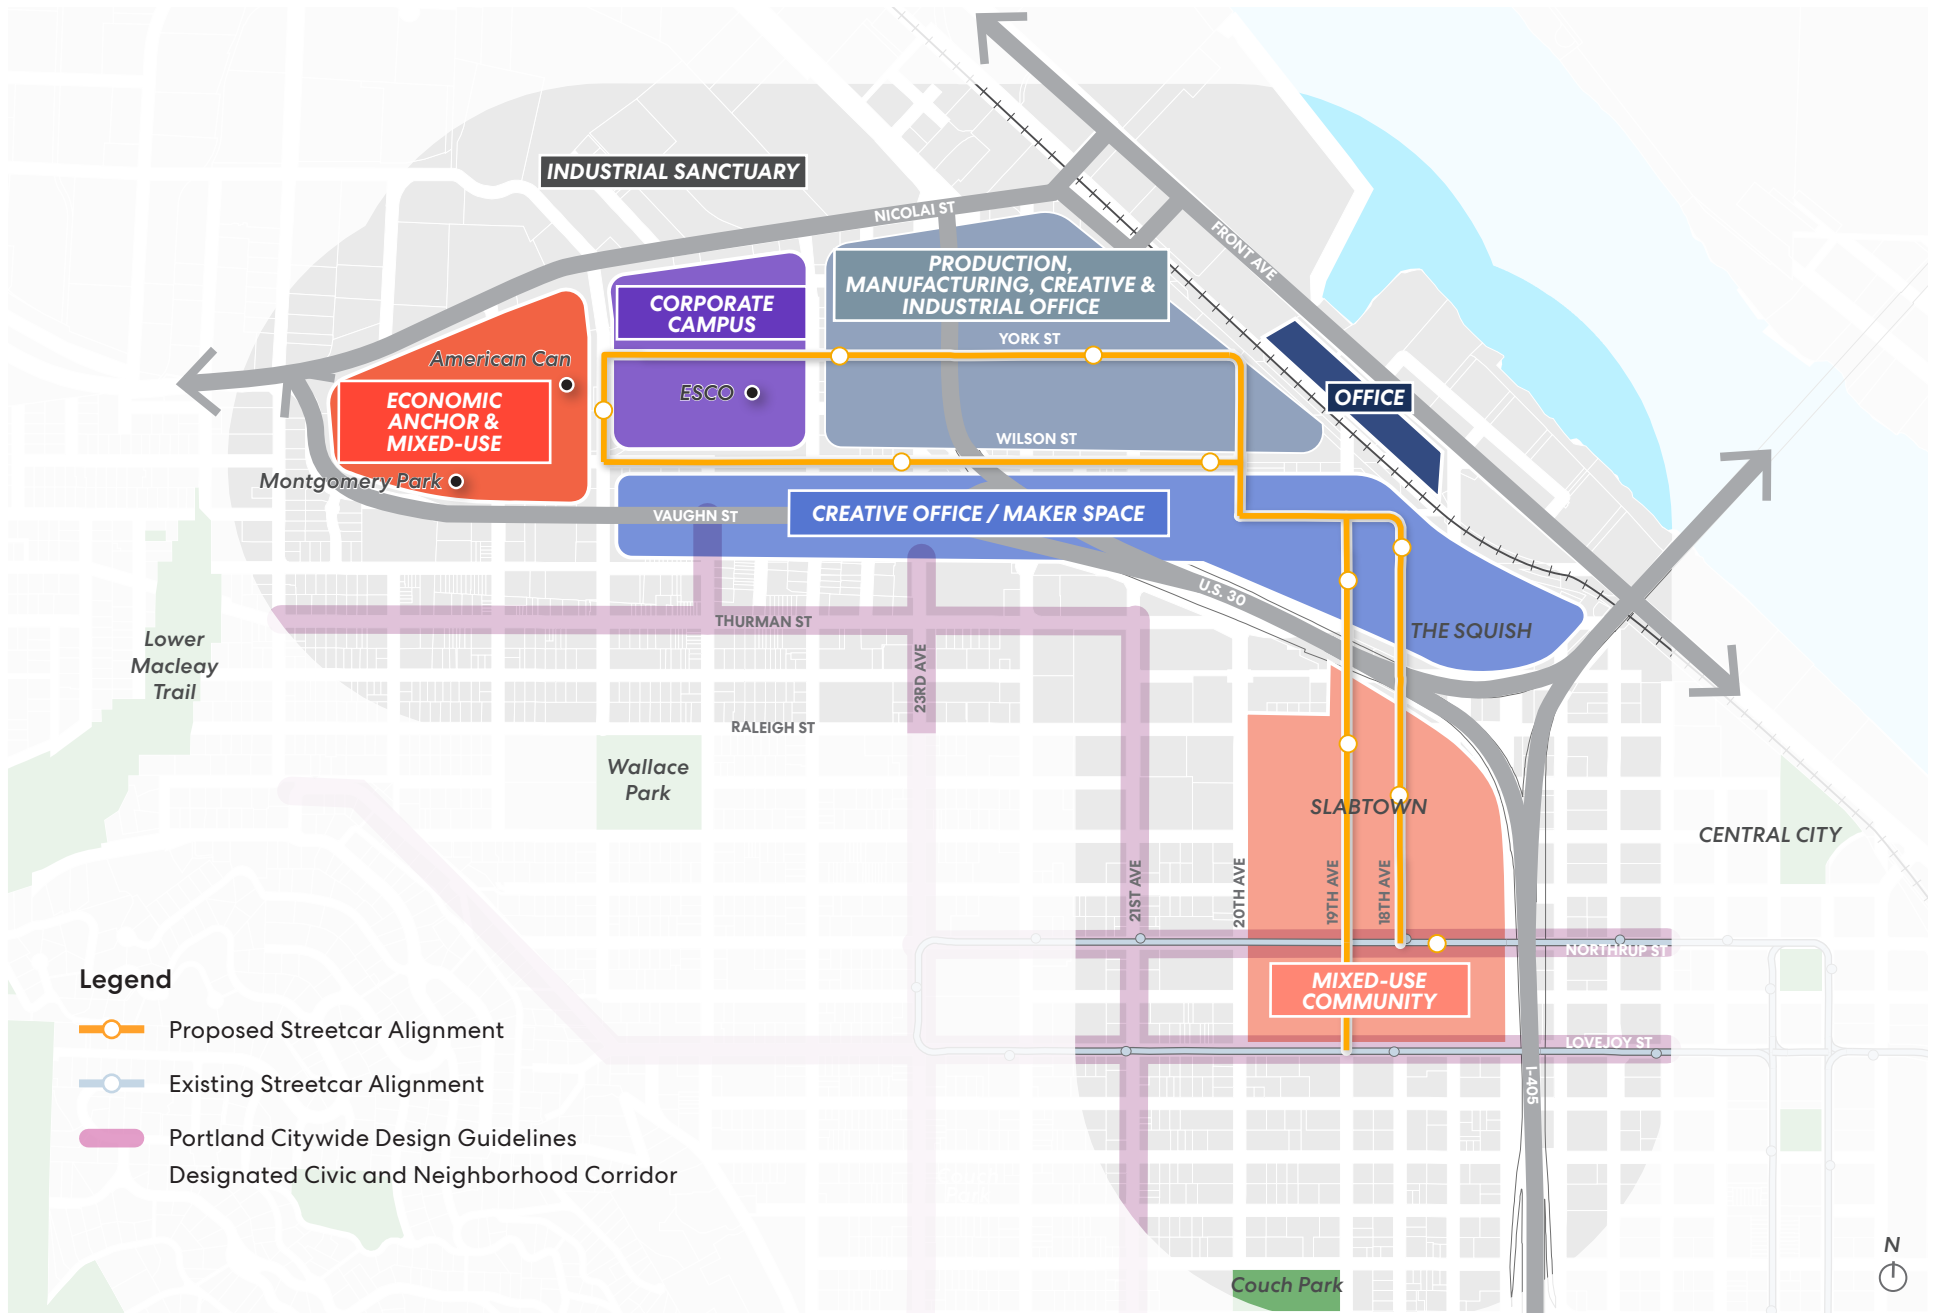 INDUSTRIAL SANCTUARY
NICOLAI ST
FRONT AVE
PRODUCTION,
MANUFACTURING, CREATIVE &
INDUSTRIAL OFFICE
CORPORATE
CAMPUS
YORK ST
American Can
ESCO
ECONOMIC
ANCHOR &
MIXED-USE
OFFICE
WILSON ST
Montgomery Park
VAUGHN ST
CREATIVE OFFICE / MAKER SPACE
U.S. 30
THE SQUISH
THURMAN ST
Lower
Macleay
Trail
23RD AVE
RALEIGH ST
Wallace
Park
SLABTOWN
CENTRAL CITY
21ST AVE
20TH AVE
19TH AVE
18TH AVE
NORTHRUP ST
MIXED-USE
COMMUNITY
LOVEJOY ST
I-405
Legend
Proposed Streetcar Alignment
Existing Streetcar Alignment
Portland Citywide Design Guidelines
Designated Civic and Neighborhood Corridor
Couch Park
N